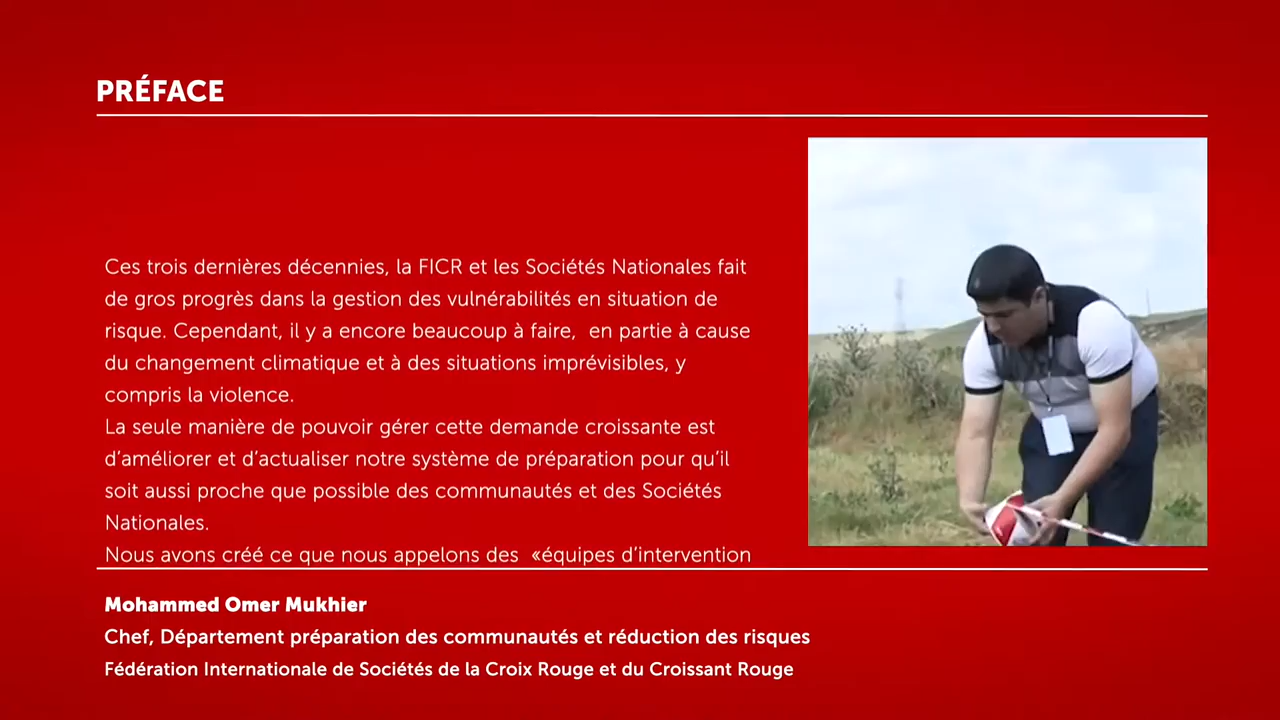 PRÉFACE
Ces trois dernières décennies, la FICR et les Sociétés Nationales fait
de gros progrès dans la gestion des vulnérabilités en situation de
risque. Cependant, il y a encore beaucoup à faire,  en partie à cause
du changement climatique et à des situations imprévisibles, y
compris la violence.
La seule manière de pouvoir gérer cette demande croissante est
d’améliorer et d’actualiser notre système de préparation pour qu’il
soit aussi proche que possible des communautés et des Sociétés
Nationales.
Nous avons créé ce que nous appelons des  «équipes d’intervention
Mohammed Omer Mukhier
Chef, Département préparation des communautés et réduction des risques
Fédération Internationale de Sociétés de la Croix Rouge et du Croissant Rouge